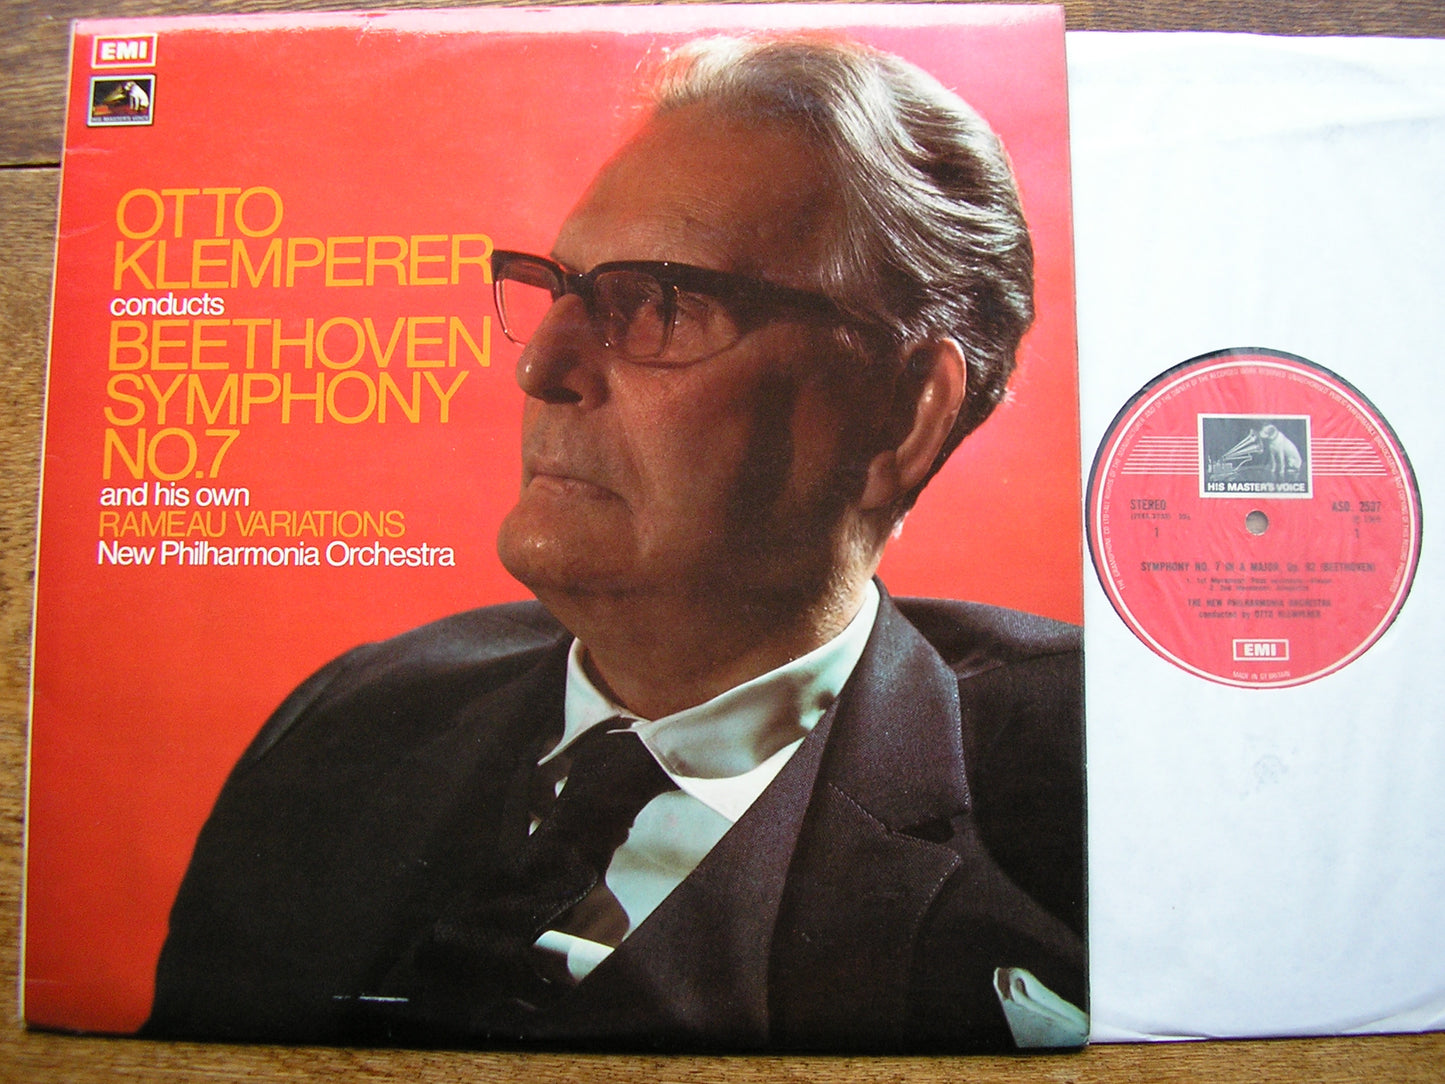 EMI
HIS MASTER'S VOICE
OTTO
KLEMPERER
conducts
BEETHOVEN
SYMPHONY
NO.7
and his own
RAMEAU VARIATIONS
New Philharmonia Orchestra
HIS MASTER'S VOICE
STEREO
ASD. 2537
1
1
SYMPHONY NO. 7 IN A MAJOR, Op. 92 (BEETHOVEN)
THE NEW PHILHARMONIA ORCHESTRA
conducted by OTTO KLEMPERER
EMI
MADE IN GT BRITAIN